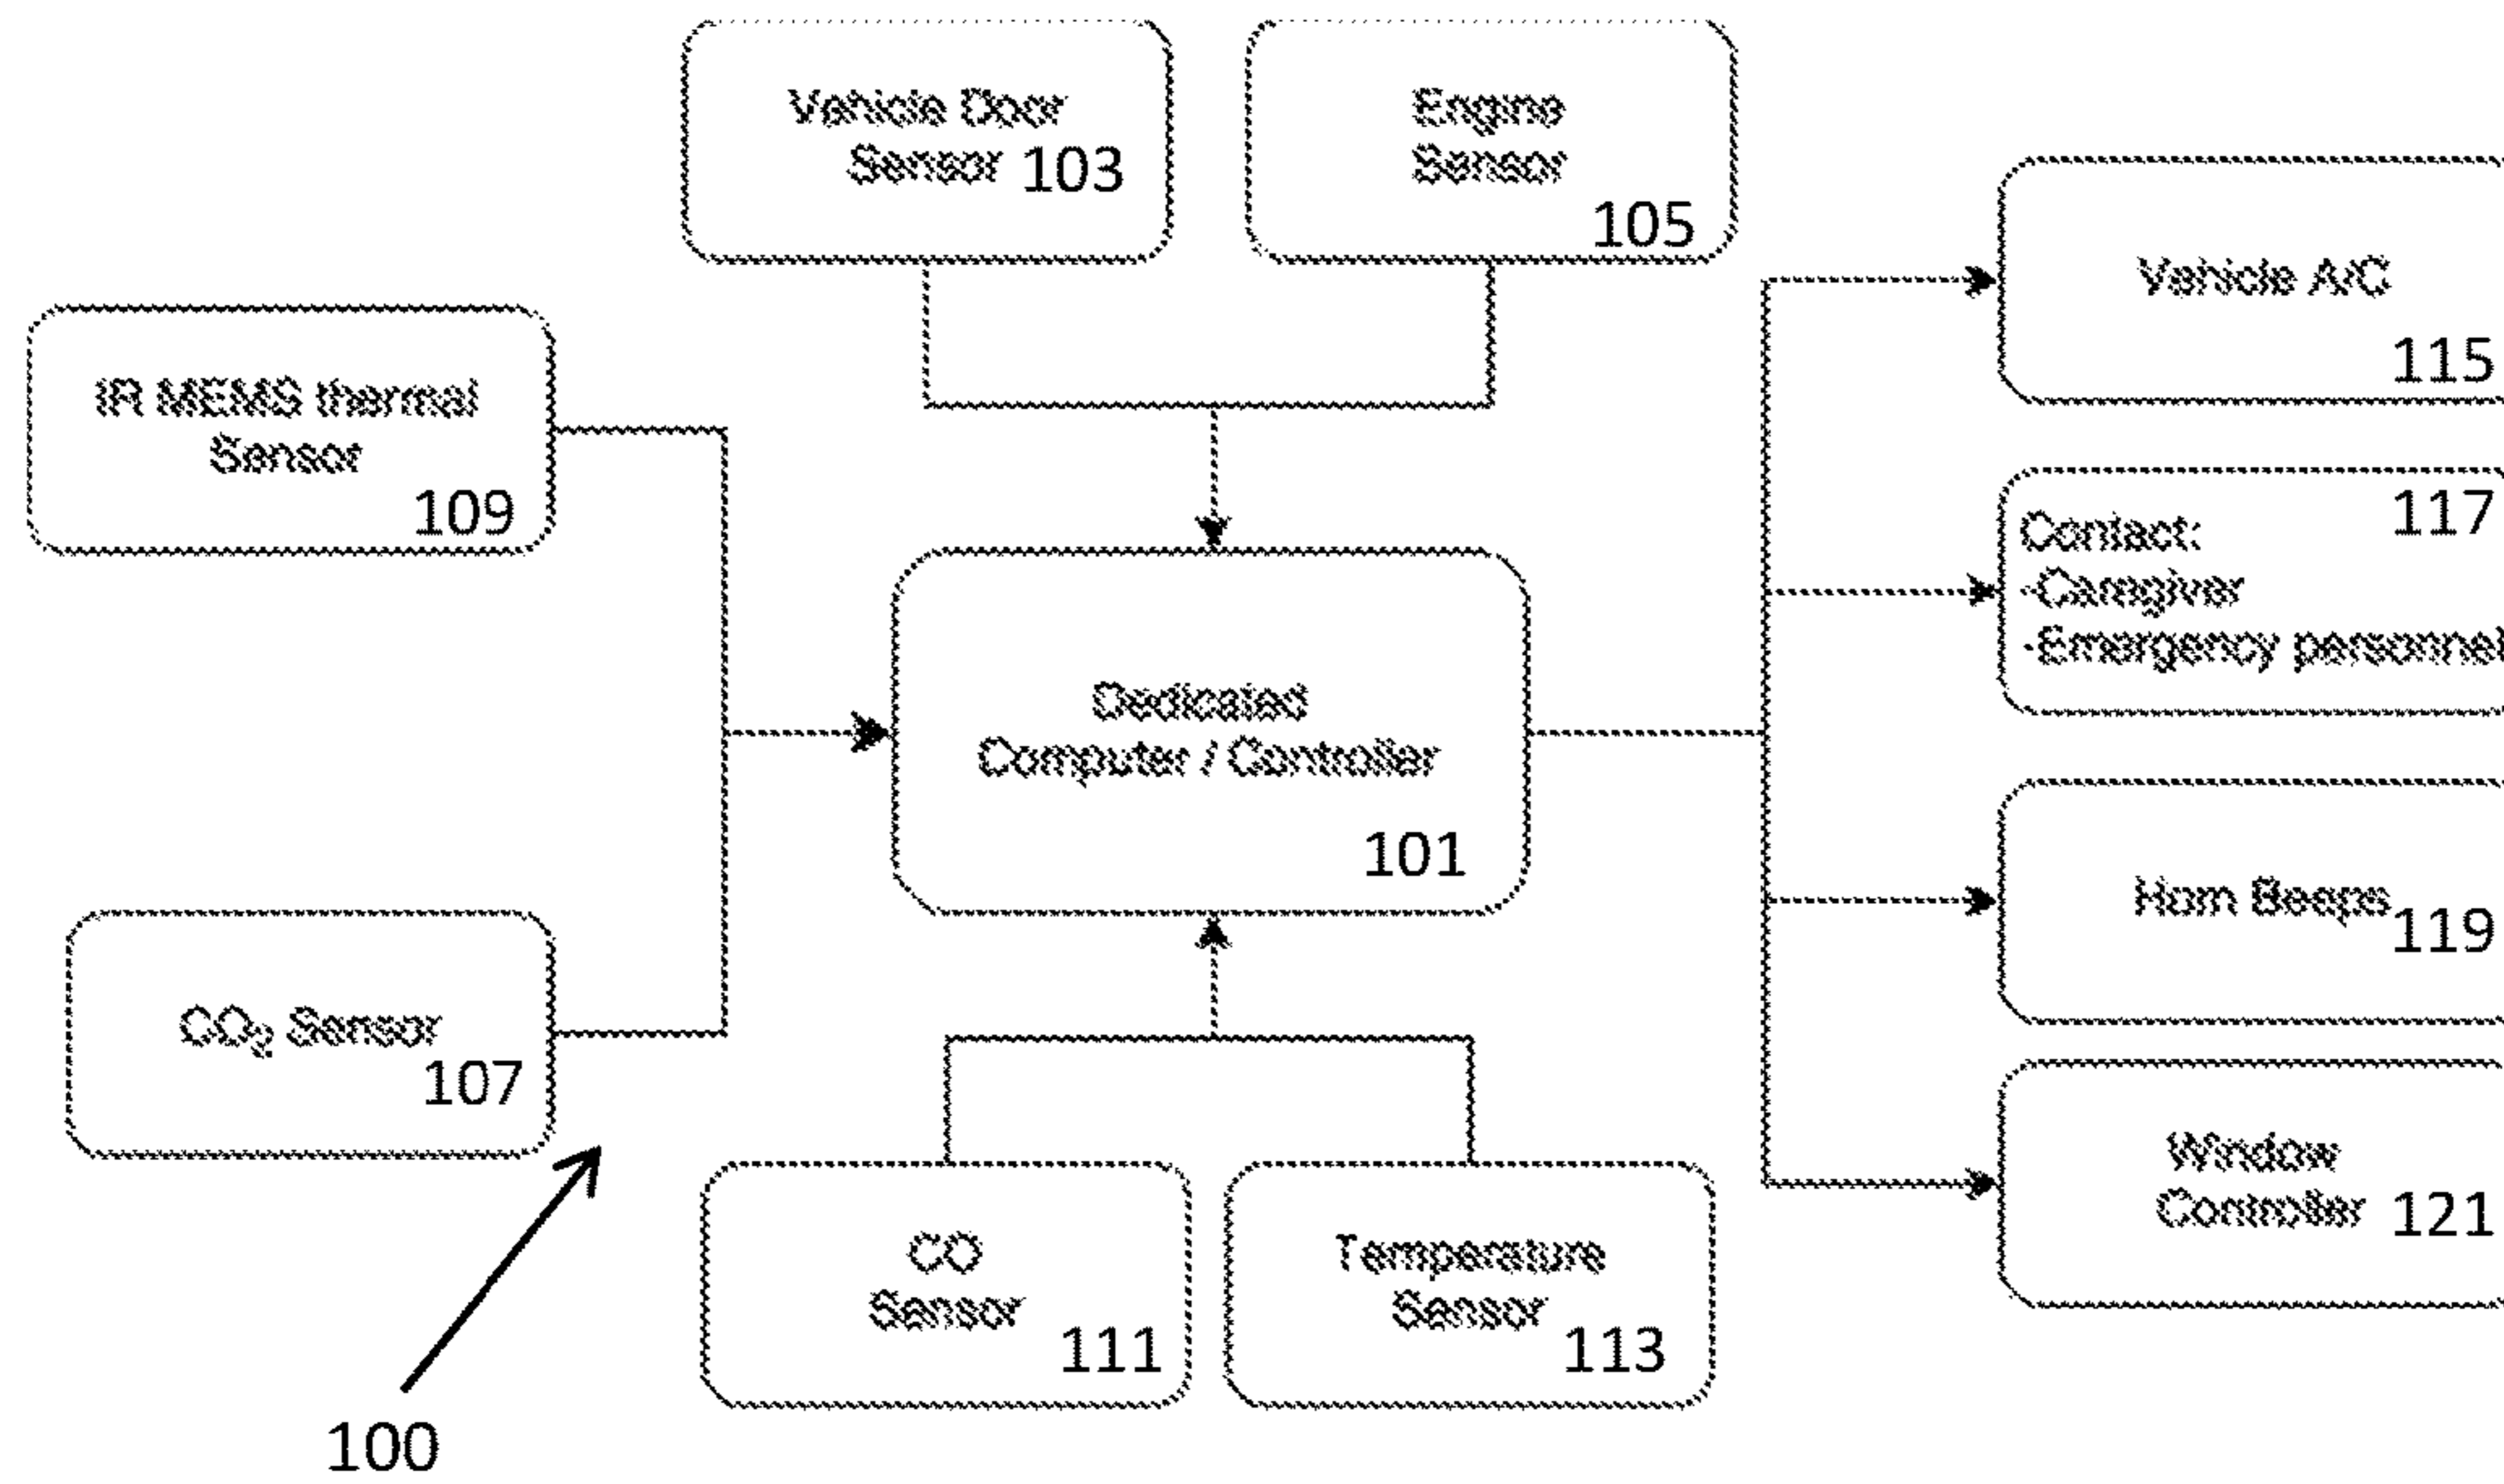 Vehicle Door
Sensor 103
Engine
Sensor
105
Vehicle A/C
115
IR MEMS thermal
Sensor
109
117
Contact:
-Caregiver
-Emergency personnel
Dedicated
Computer / Controller
101
Horn Beeps
119
CO₂ Sensor
107
Window
Controller 121
CO
Sensor
111
Temperature
Sensor
113
100